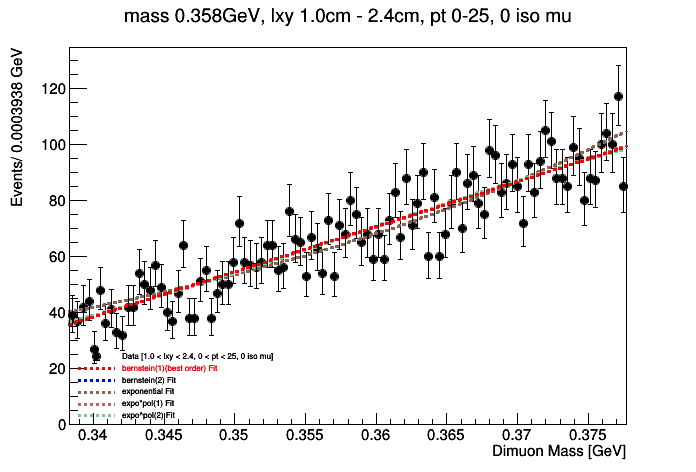 mass 0.358GeV, lxy 1.0cm - 2.4cm, pt 0-25, 0 iso mu
Events/ 0.0003938 GeV
120
100
80
60
40
20
0
Data [1.0 < lxy < 2.4, 0 < pt < 25, 0 iso mu]
bernstein(1)(best order) Fit
bernstein(2) Fit
exponential Fit
expo*pol(1) Fit
expo*pol(2)Fit
0.34 0.345 0.35 0.355 0.36 0.365 0.37 0.375
Dimuon Mass [GeV]